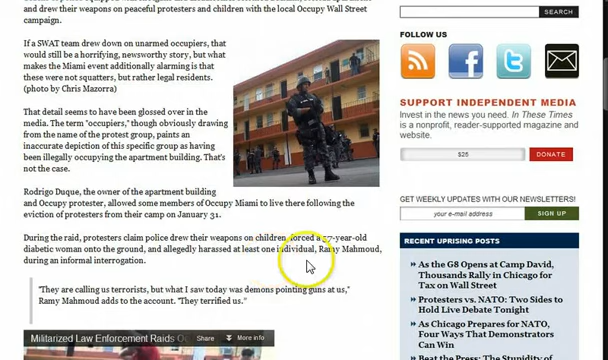 and drew their weapons on peaceful protesters and children with the local Occupy Wall Street
campaign.
If a SWAT team drew down on unarmed occupiers, that
would still be a horrifying, newsworthy story, but what
makes the Miami event additionally alarming is that
these were not squatters, but rather legal residents.
(photo by Chris Mazorra)
That detail seems to have been glossed over in the
media. The term "occupiers," though obviously drawing
from the name of the protest group, paints an
inaccurate depiction of this specific group as having
been illegally occupying the apartment building. That's
not the case.
Rodrigo Duque, the owner of the apartment building
and Occupy protester, allowed some members of Occupy Miami to live there following the
eviction of protesters from their camp on January 31.
During the raid, protesters claim police drew their weapons on children, forced a 57-year-old
diabetic woman onto the ground, and allegedly harassed at least one individual, Ramy Mahmoud,
during an informal interrogation.
"They are calling us terrorists, but what I saw today was demons pointing guns at us,"
Ramy Mahmoud adds to the account. "They terrified us."
Militarized Law Enforcement Raids O
Share
More info
SEARCH
FOLLOW US
SUPPORT INDEPENDENT MEDIA
Invest in the news you need. In These Times
is a nonprofit, reader-supported magazine and
website.
$25
DONATE
GET WEEKLY UPDATES WITH OUR NEWSLETTERS!
your e-mail address
SIGN UP
RECENT UPRISING POSTS
As the G8 Opens at Camp David,
Thousands Rally in Chicago for
Tax on Wall Street
Protesters vs. NATO: Two Sides to
Hold Live Debate Tonight
As Chicago Prepares for NATO,
Four Ways That Demonstrators
Can Win
Beat the Press: The Stupidity of